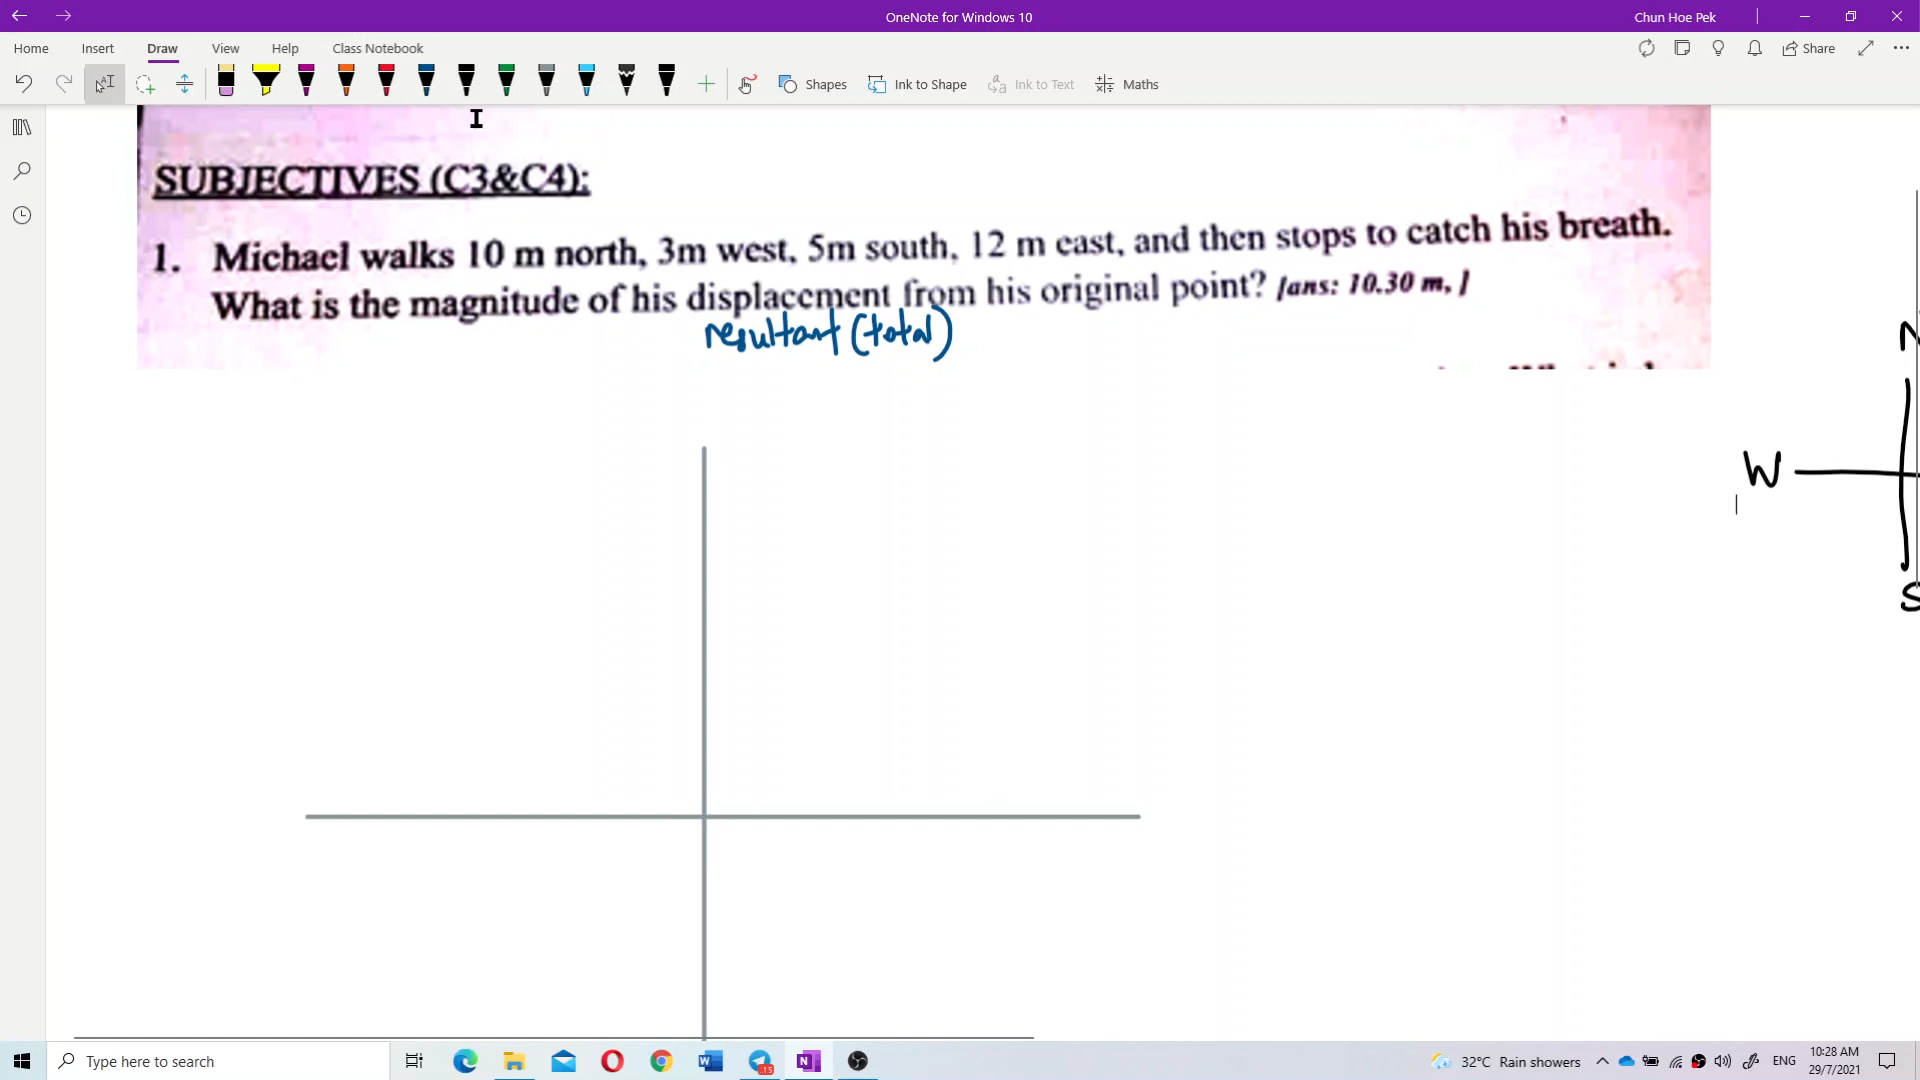 OneNote for Windows 10
Chun Hoe Pek
Home Insert Draw View Help Class Notebook
Share
Shapes Ink to Shape Ink to Text Maths
SUBJECTIVES (C3&C4):
1. Michael walks 10 m north, 3m west, 5m south, 12 m east, and then stops to catch his breath.
What is the magnitude of his displacement from his original point? [ans: 10.30 m, ]
resultant (total)
N
W
S
Type here to search
32°C Rain showers
ENG
10:28 AM
29/7/2021